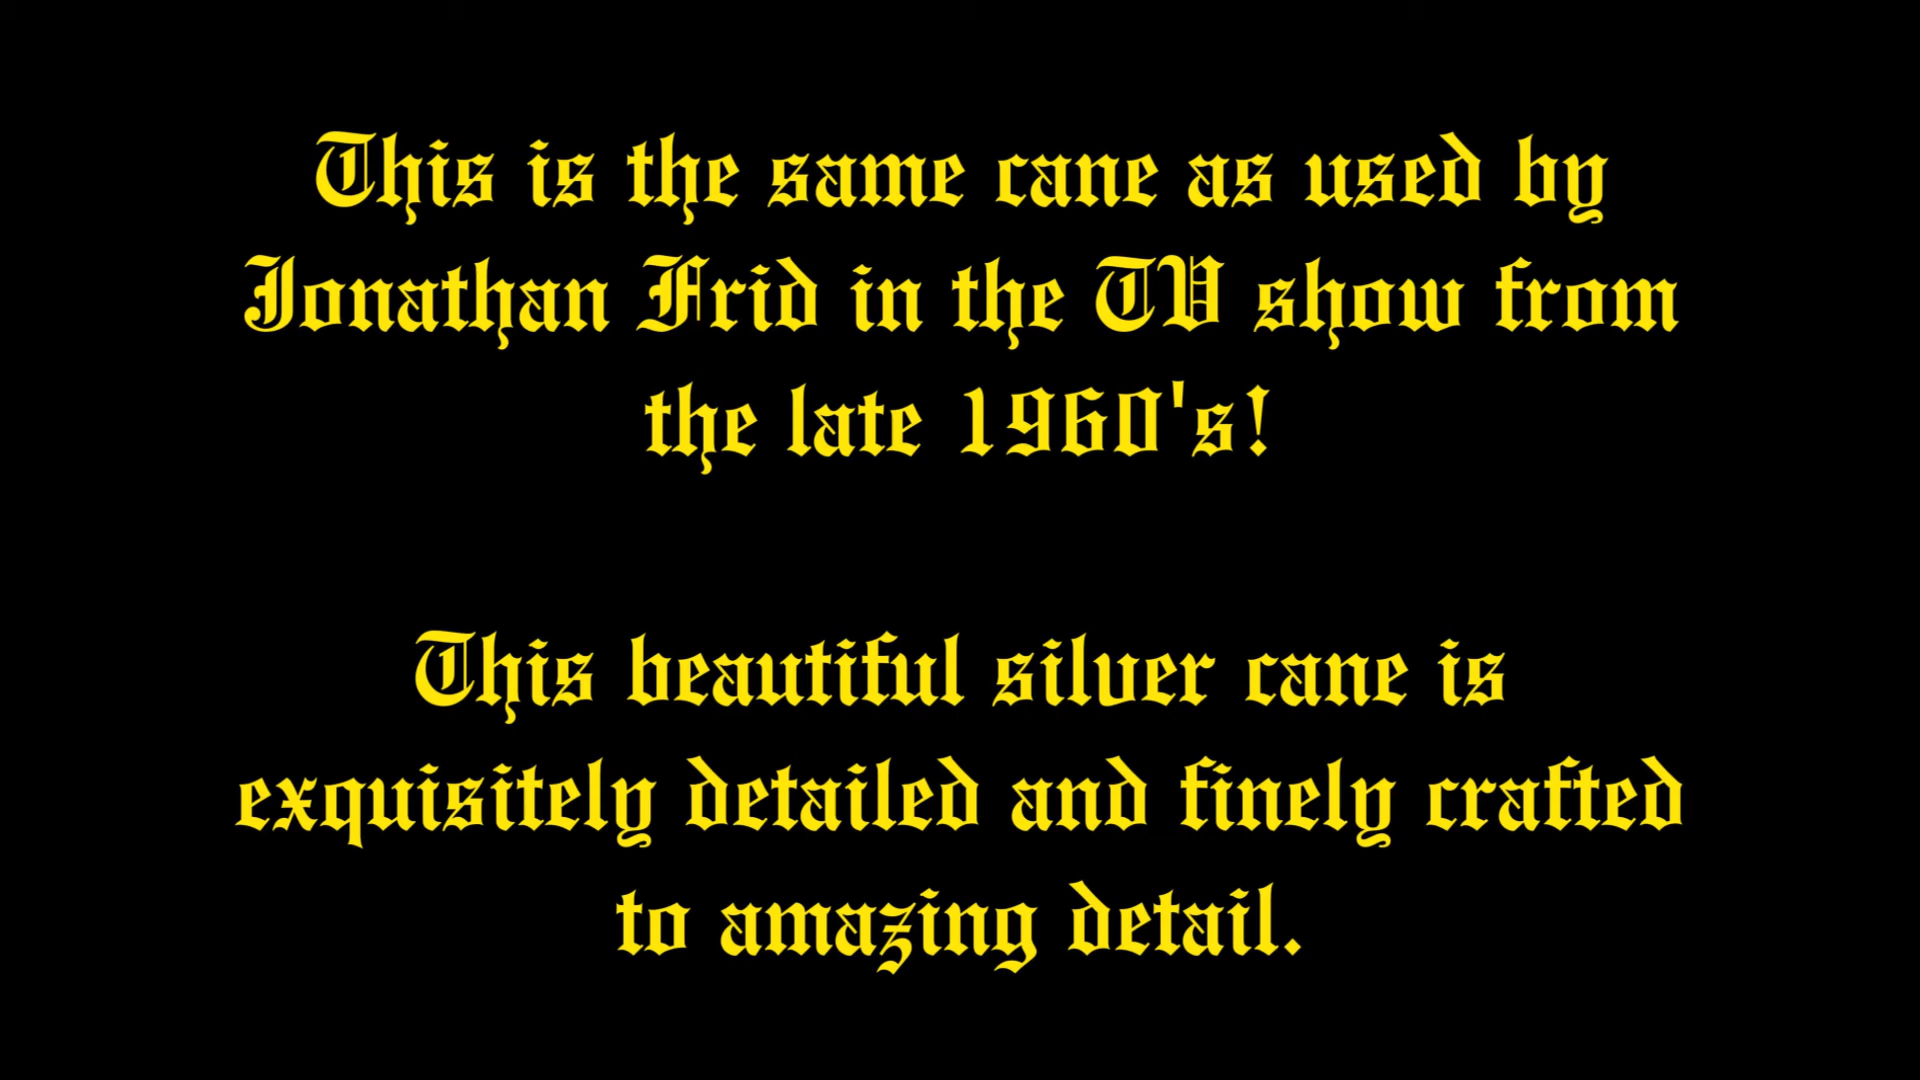 This is the same cane as used by
Jonathan Frid in the TV show from
the late 1960's!
This beautiful silver cane is
exquisitely detailed and finely crafted
to amazing detail.